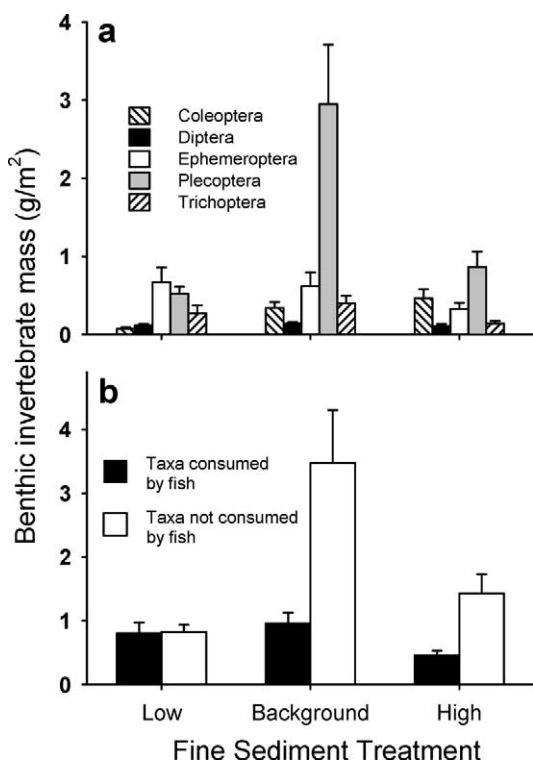 Benthic invertebrate mass (g/m²)
a
4
3
2
1
0
Coleoptera
Diptera
Ephemeroptera
Plecoptera
Trichoptera
b
4
3
2
1
0
Taxa consumed
by fish
Taxa not consumed
by fish
Low Background High
Fine Sediment Treatment